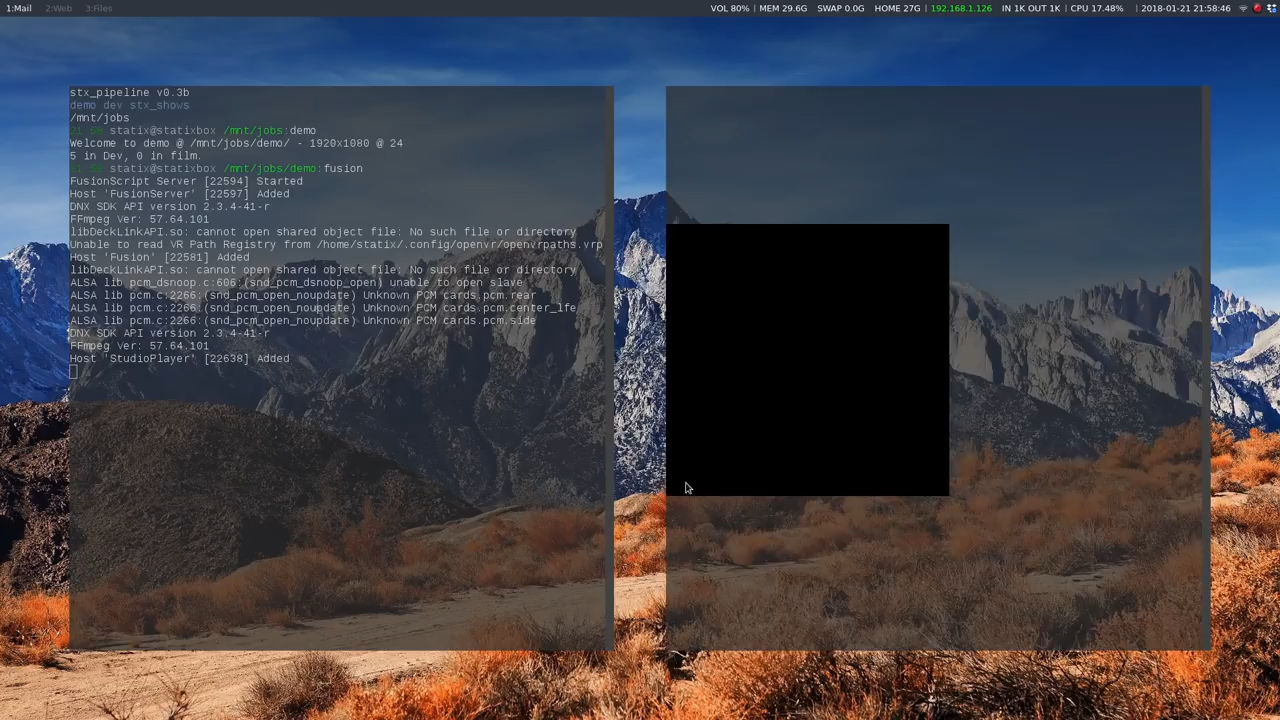 1:Mail 2:Web 3:Files VOL 80% | MEM 29.6G SWAP 0.0G HOME 27G | 192.168.1.126 IN 1K OUT 1K | CPU 17.48% | 2018-01-21 21:58:46
stx_pipeline v0.3b
demo dev stx_shows
/mnt/jobs
statix@statixbox /mnt/jobs:demo
Welcome to demo @ /mnt/jobs/demo/ - 1920x1080 @ 24
5 in Dev, 0 in film.
statix@statixbox /mnt/jobs/demo:fusion
FusionScript Server [22594] Started
Host 'FusionServer' [22597] Added
DNX SDK API version 2.3.4-41-r
FFmpeg Ver: 57.64.101
libDeckLinkAPI.so: cannot open shared object file: No such file or directory
Unable to read VR Path Registry from /home/statix/.config/openvr/openvrpaths.vrp
Host 'Fusion' [22581] Added
libDeckLinkAPI.so: cannot open shared object file: No such file or directory
ALSA lib pcm_dsnoop.c:606:(snd_pcm_dsnoop_open) unable to open slave
ALSA lib pcm.c:2266:(snd_pcm_open_noupdate) Unknown PCM cards.pcm.rear
ALSA lib pcm.c:2266:(snd_pcm_open_noupdate) Unknown PCM cards.pcm.center_lfe
ALSA lib pcm.c:2266:(snd_pcm_open_noupdate) Unknown PCM cards.pcm.side
DNX SDK API version 2.3.4-41-r
FFmpeg Ver: 57.64.101
Host 'StudioPlayer' [22638] Added